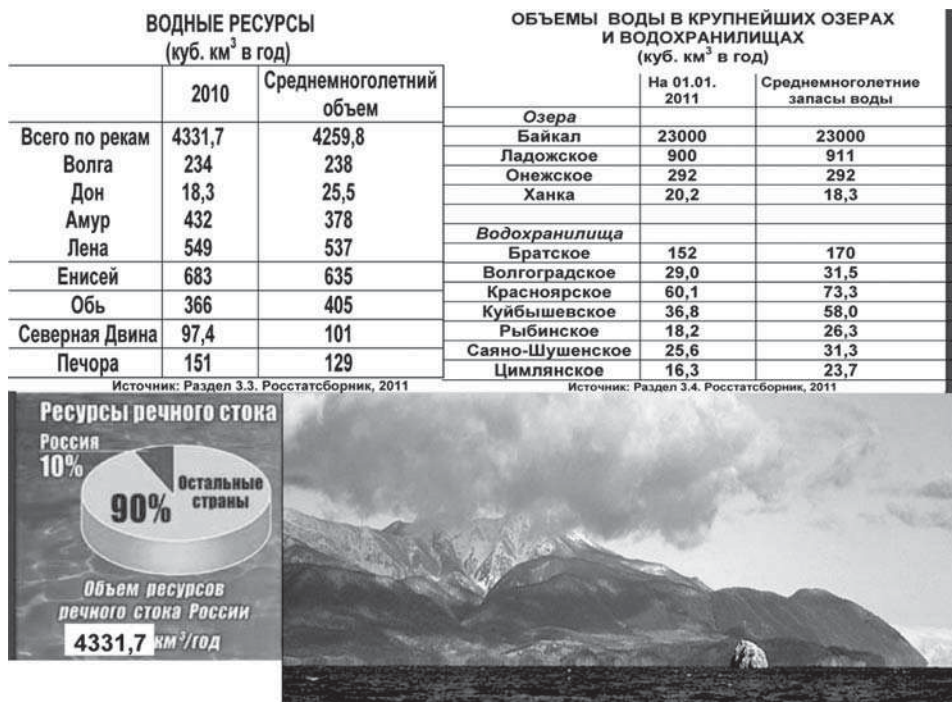 ВОДНЫЕ РЕСУРСЫ
(куб. км³ в год)
2010 Среднемноголетний
объем
Всего по рекам 4331,7 4259,8
Волга 234 238
Дон 18,3 25,5
Амур 432 378
Лена 549 537
Енисей 683 635
Обь 366 405
Северная Двина 97,4 101
Печора 151 129
Источник: Раздел 3.3. Росстатсборник, 2011
ОБЪЕМЫ ВОДЫ В КРУПНЕЙШИХ ОЗЕРАХ
И ВОДОХРАНИЛИЩАХ
(куб. км³ в год)
На 01.01. Среднемноголетние
2011 запасы воды
Озера
Байкал 23000 23000
Ладожское 900 911
Онежское 292 292
Ханка 20,2 18,3
Водохранилища
Братское 152 170
Волгоградское 29,0 31,5
Красноярское 60,1 73,3
Куйбышевское 36,8 58,0
Рыбинское 18,2 26,3
Саяно-Шушенское 25,6 31,3
Цимлянское 16,3 23,7
Источник: Раздел 3.4. Росстатсборник, 2011
Ресурсы речного стока
Россия
10%
90% Остальные
страны
Объем ресурсов
речного стока России
4331,7 км³/год